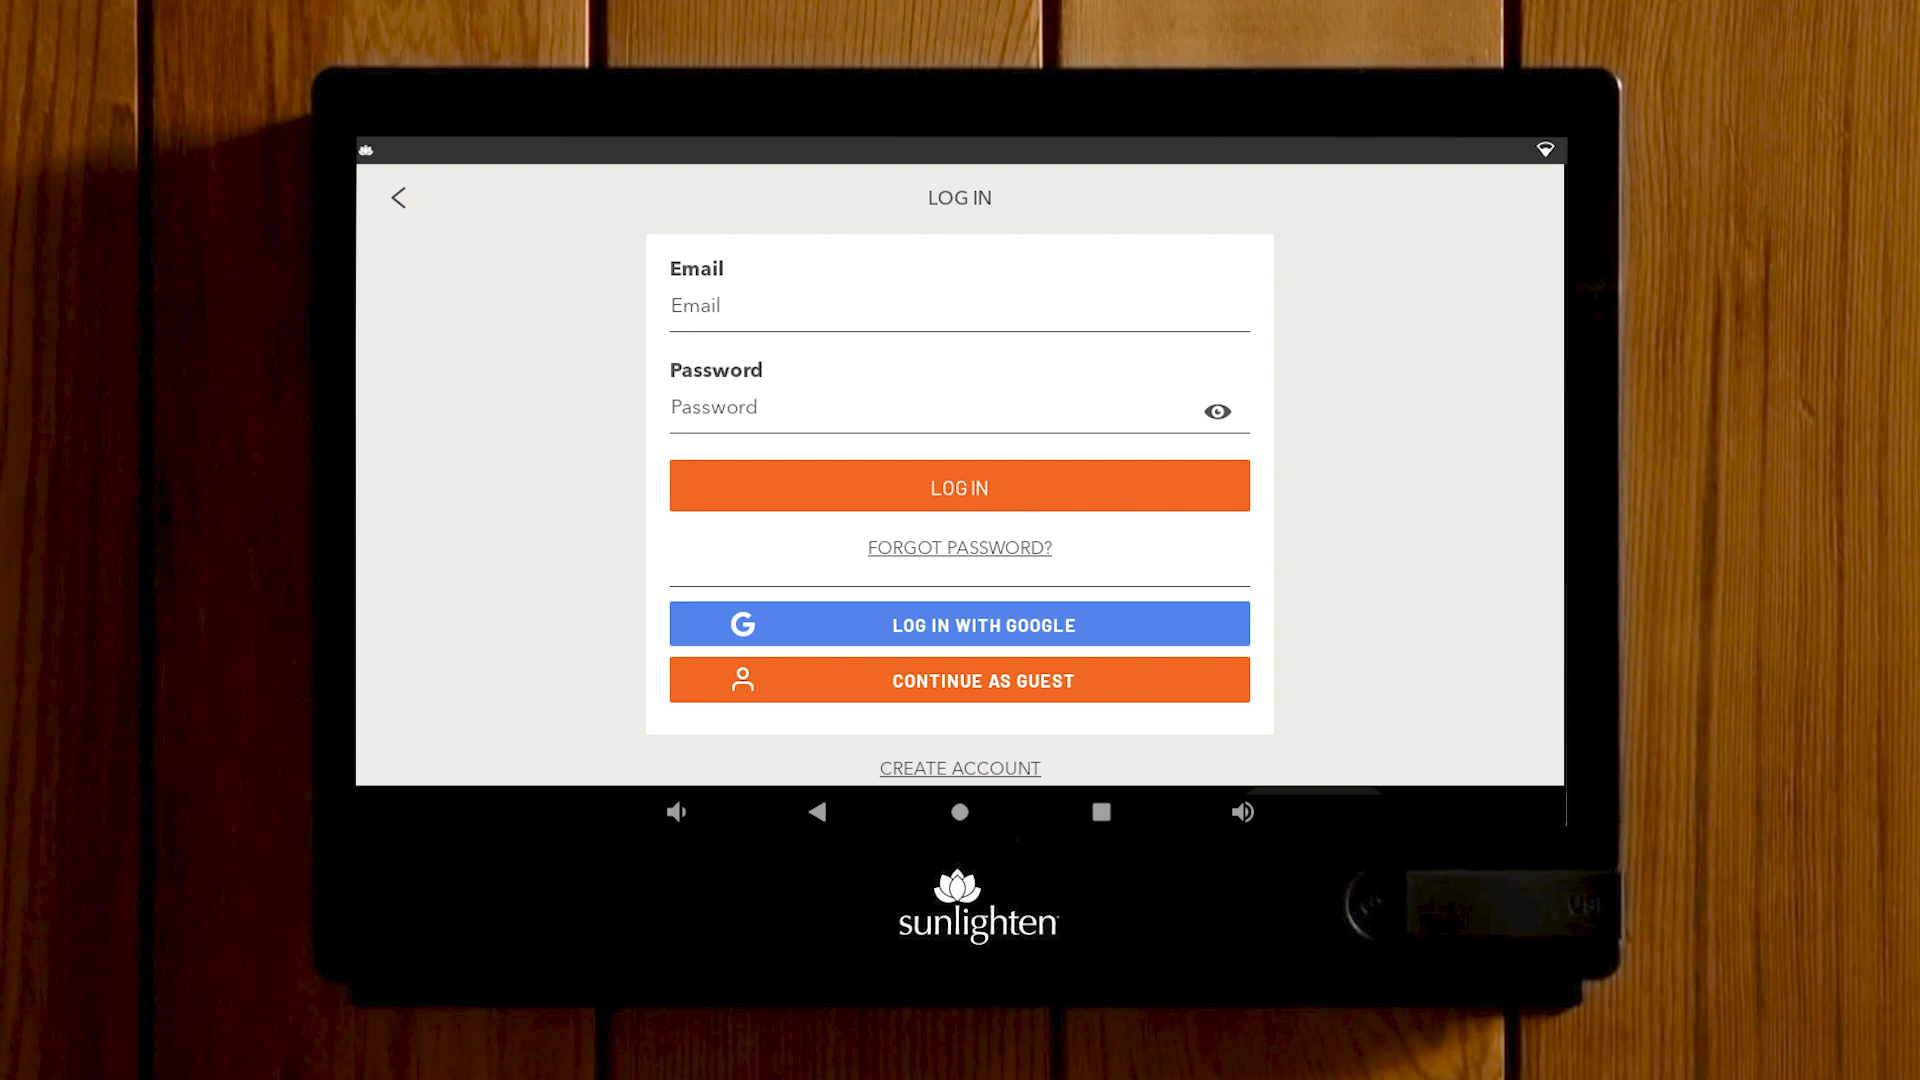 LOG IN
Email
Email
Password
Password
LOG IN
FORGOT PASSWORD?
G LOG IN WITH GOOGLE
CONTINUE AS GUEST
CREATE ACCOUNT
sunlighten